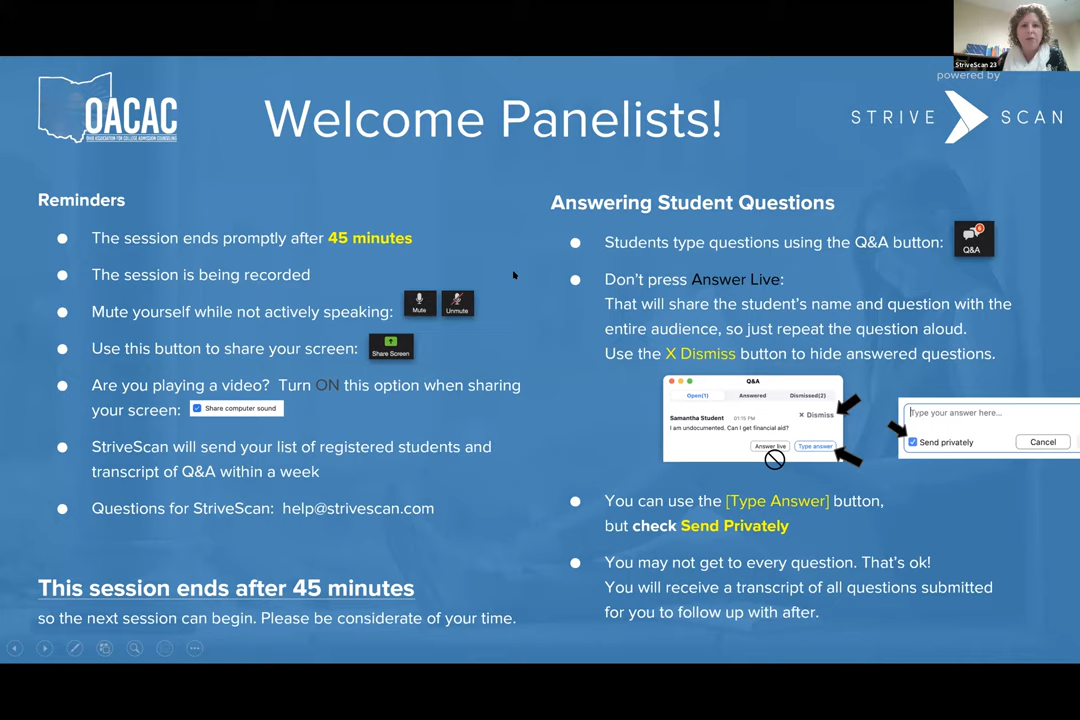 StriveScan 23
powered by
OACAC
OHIO ASSOCIATION FOR COLLEGE ADMISSION COUNSELING
Welcome Panelists!
STRIVE SCAN
Reminders
The session ends promptly after 45 minutes
The session is being recorded
Mute yourself while not actively speaking:
Mute
Unmute
Use this button to share your screen:
Share Screen
Are you playing a video? Turn ON this option when sharing
your screen:
Share computer sound
StriveScan will send your list of registered students and
transcript of Q&A within a week
Questions for StriveScan: help@strivescan.com
This session ends after 45 minutes
so the next session can begin. Please be considerate of your time.
Answering Student Questions
Students type questions using the Q&A button:
6
Q&A
Don't press Answer Live:
That will share the student's name and question with the
entire audience, so just repeat the question aloud.
Use the X Dismiss button to hide answered questions.
Q&A
Open(1) Answered Dismissed(2)
Samantha Student 01:15 PM
× Dismiss
I am undocumented. Can I get financial aid?
Answer live Type answer
Type your answer here...
Send privately Cancel
You can use the [Type Answer] button,
but check Send Privately
You may not get to every question. That's ok!
You will receive a transcript of all questions submitted
for you to follow up with after.